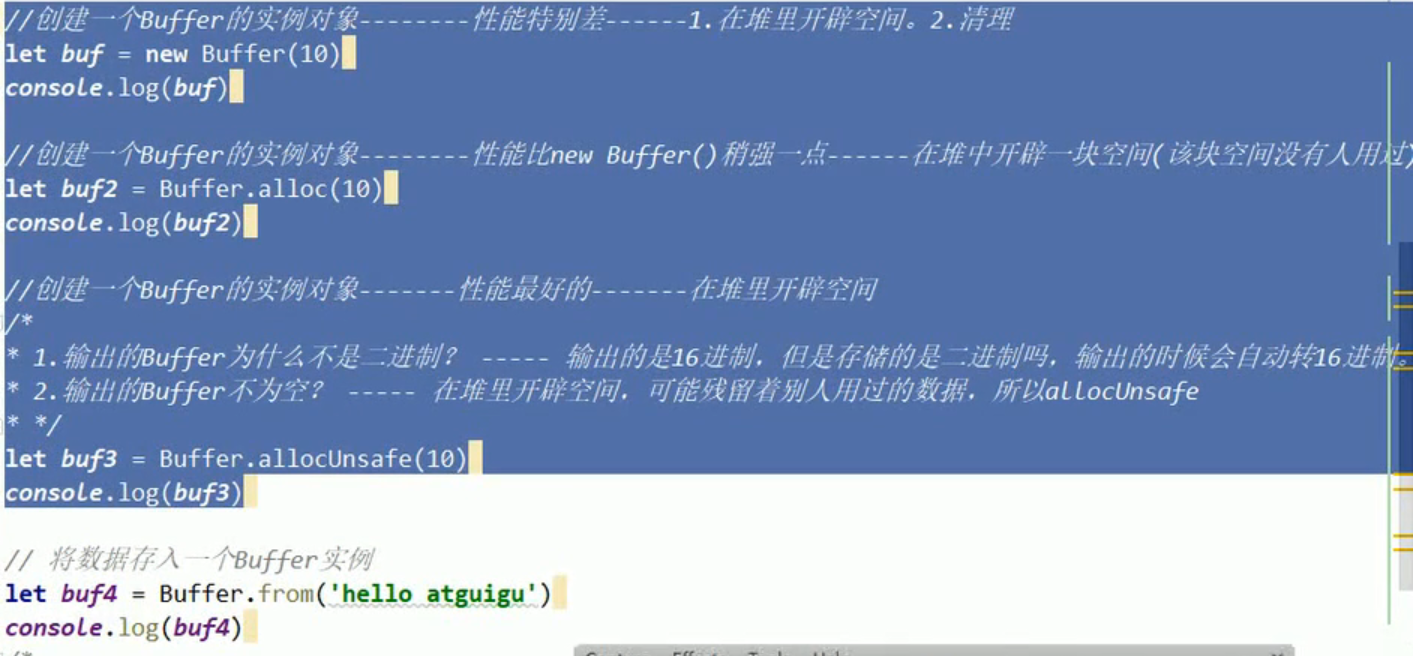 //创建一个Buffer的实例对象--------性能特别差------1.在堆里开辟空间。2.清理
let buf = new Buffer(10)
console.log(buf)
//创建一个Buffer的实例对象--------性能比new Buffer()稍强一点------在堆中开辟一块空间(该块空间没有人用过)
let buf2 = Buffer.alloc(10)
console.log(buf2)
//创建一个Buffer的实例对象-------性能最好的-------在堆里开辟空间
/*
* 1.输出的Buffer为什么不是二进制? ----- 输出的是16进制，但是存储的是二进制吗，输出的时候会自动转16进制。
* 2.输出的Buffer不为空? ----- 在堆里开辟空间，可能残留着别人用过的数据，所以allocUnsafe
* */
let buf3 = Buffer.allocUnsafe(10)
console.log(buf3)
// 将数据存入一个Buffer实例
let buf4 = Buffer.from('hello atguigu')
console.log(buf4)